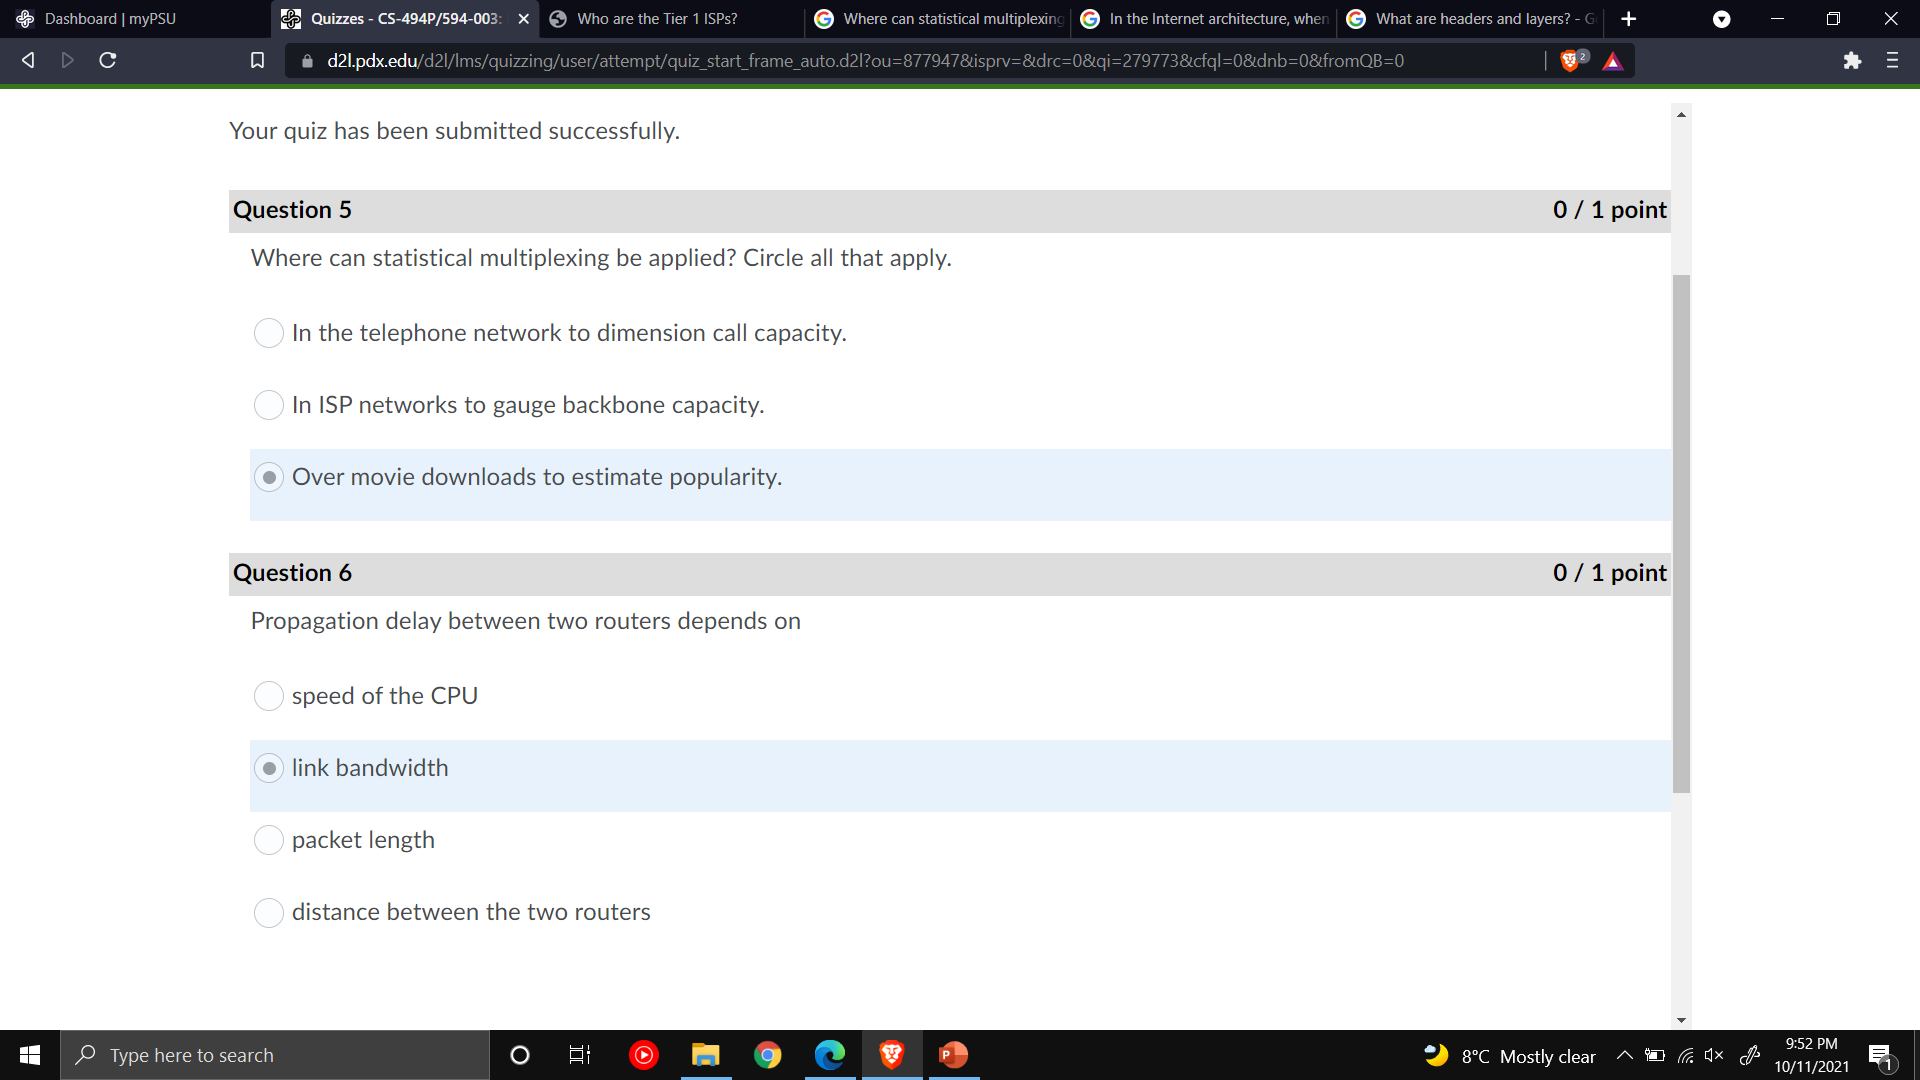 Dashboard | myPSU
Quizzes - CS-494P/594-003:
Who are the Tier 1 ISPs?
Where can statistical multiplexing
In the Internet architecture, when
What are headers and layers? - G
d2l.pdx.edu/d2l/lms/quizzing/user/attempt/quiz_start_frame_auto.d2l?ou=877947&isprv=&drc=0&qi=279773&cfql=0&dnb=0&fromQB=0
2
Your quiz has been submitted successfully.
Question 5 0 / 1 point
Where can statistical multiplexing be applied? Circle all that apply.
In the telephone network to dimension call capacity.
In ISP networks to gauge backbone capacity.
Over movie downloads to estimate popularity.
Question 6 0 / 1 point
Propagation delay between two routers depends on
speed of the CPU
link bandwidth
packet length
distance between the two routers
Type here to search
P
8°C Mostly clear
9:52 PM
10/11/2021
1